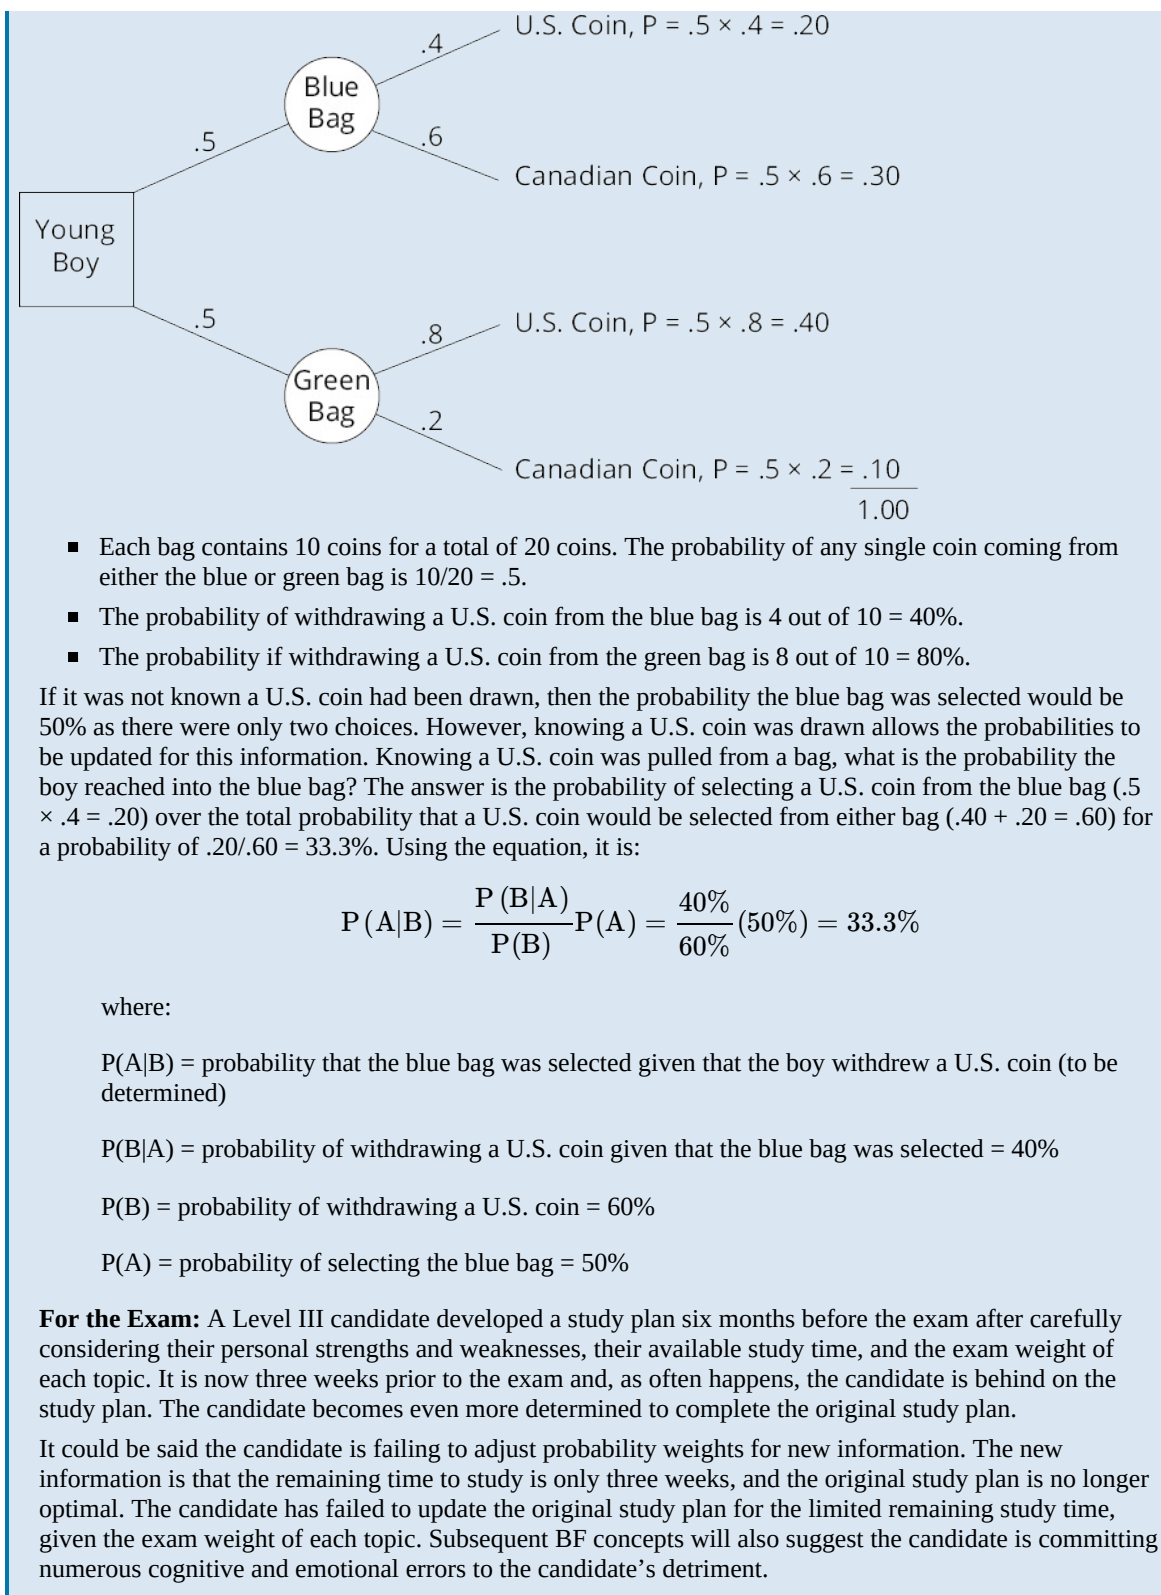 U.S. Coin, P = .5 × .4 = .20
.4
Blue
Bag
.5
.6
Canadian Coin, P = .5 × .6 = .30
Young
Boy
.5
U.S. Coin, P = .5 × .8 = .40
.8
Green
Bag
.2
Canadian Coin, P = .5 × .2 = .10
1.00
▪ Each bag contains 10 coins for a total of 20 coins. The probability of any single coin coming from
either the blue or green bag is 10/20 = .5.
▪ The probability of withdrawing a U.S. coin from the blue bag is 4 out of 10 = 40%.
▪ The probability if withdrawing a U.S. coin from the green bag is 8 out of 10 = 80%.
If it was not known a U.S. coin had been drawn, then the probability the blue bag was selected would be
50% as there were only two choices. However, knowing a U.S. coin was drawn allows the probabilities to
be updated for this information. Knowing a U.S. coin was pulled from a bag, what is the probability the
boy reached into the blue bag? The answer is the probability of selecting a U.S. coin from the blue bag (.5
× .4 = .20) over the total probability that a U.S. coin would be selected from either bag (.40 + .20 = .60) for
a probability of .20/.60 = 33.3%. Using the equation, it is:
P (A|B) = P (B|A) / P(B) P(A) = 40% / 60% (50%) = 33.3%
where:
P(A|B) = probability that the blue bag was selected given that the boy withdrew a U.S. coin (to be
determined)
P(B|A) = probability of withdrawing a U.S. coin given that the blue bag was selected = 40%
P(B) = probability of withdrawing a U.S. coin = 60%
P(A) = probability of selecting the blue bag = 50%
For the Exam: A Level III candidate developed a study plan six months before the exam after carefully
considering their personal strengths and weaknesses, their available study time, and the exam weight of
each topic. It is now three weeks prior to the exam and, as often happens, the candidate is behind on the
study plan. The candidate becomes even more determined to complete the original study plan.
It could be said the candidate is failing to adjust probability weights for new information. The new
information is that the remaining time to study is only three weeks, and the original study plan is no longer
optimal. The candidate has failed to update the original study plan for the limited remaining study time,
given the exam weight of each topic. Subsequent BF concepts will also suggest the candidate is committing
numerous cognitive and emotional errors to the candidate's detriment.